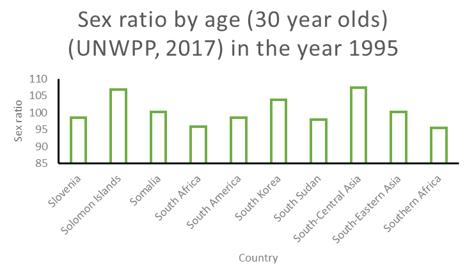 Sex ratio by age (30 year olds)
(UNWPP, 2017) in the year 1995
Sex ratio
110
105
100
95
90
85
Slovenia
Solomon Islands
Somalia
South Africa
South America
South Korea
South Sudan
South-Central Asia
South-Eastern Asia
Southern Africa
Country